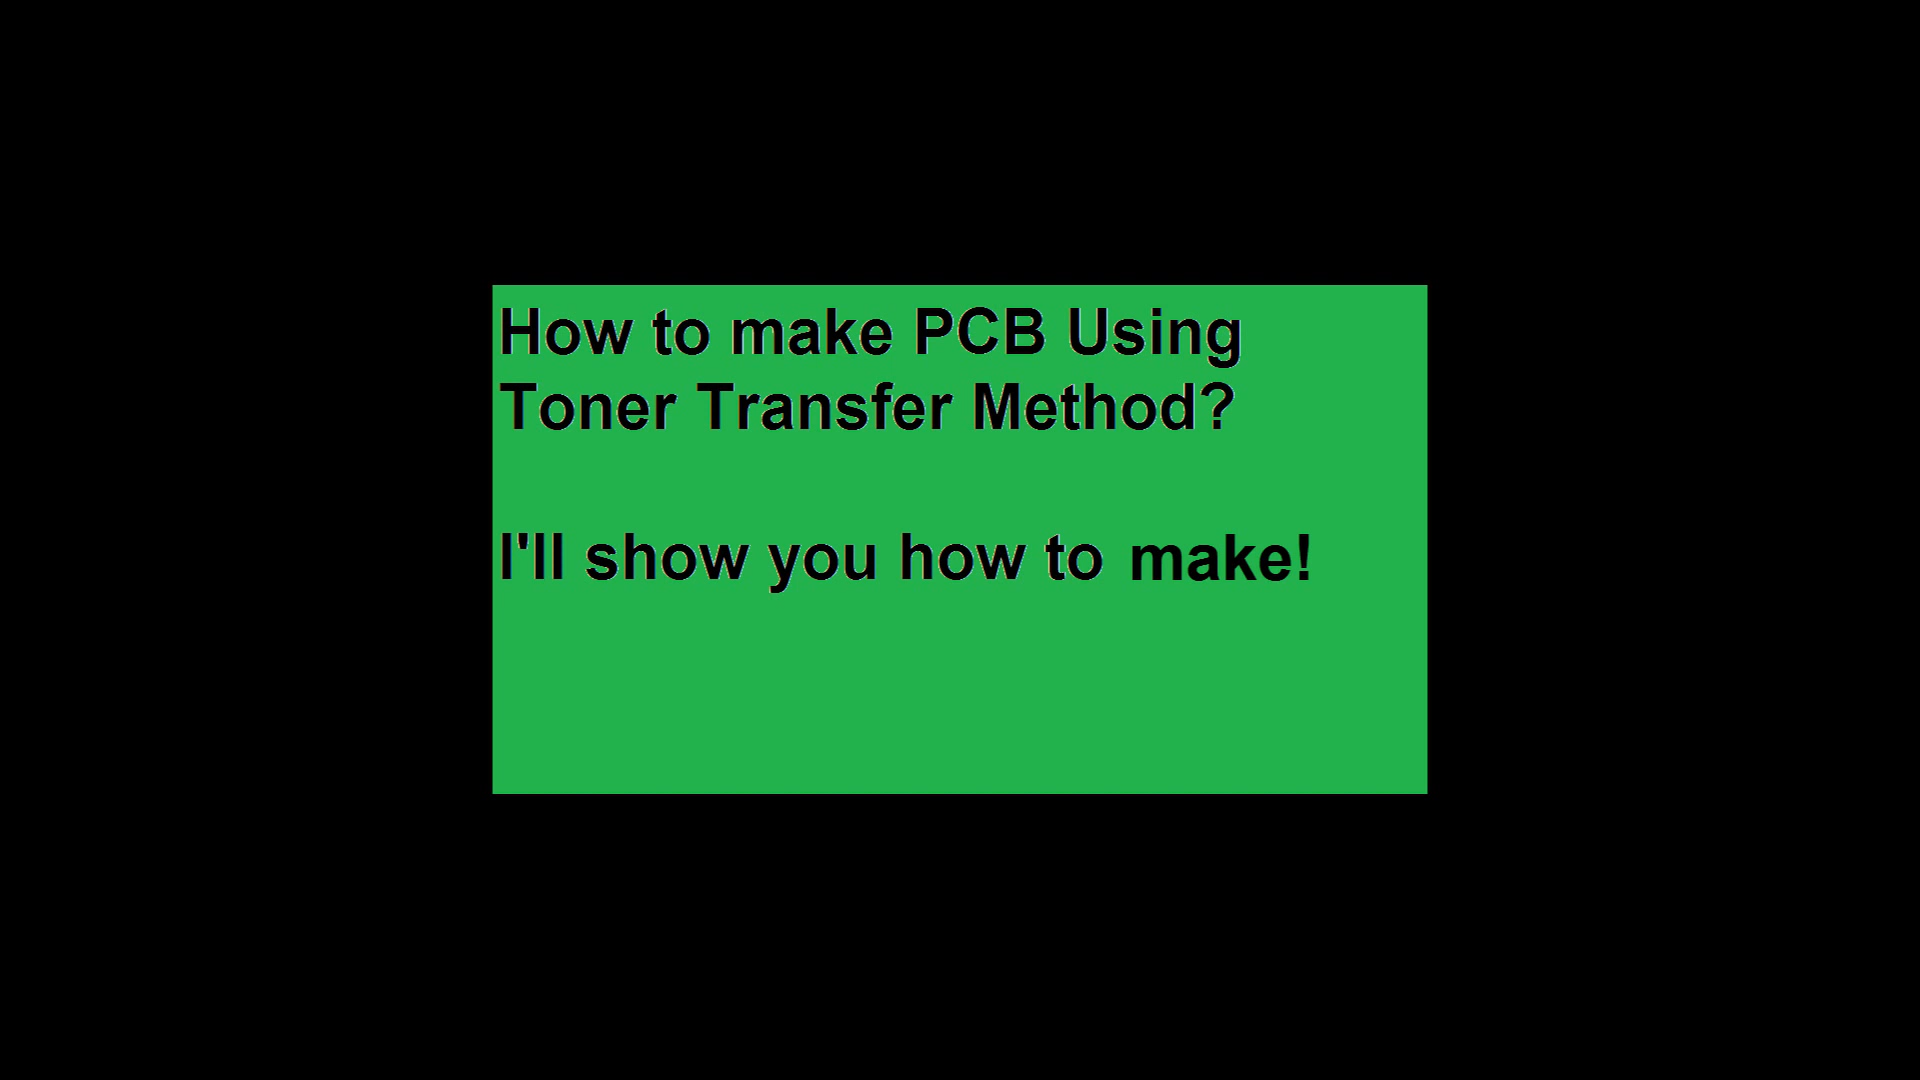 How to make PCB Using
Toner Transfer Method?
I'll show you how to make!